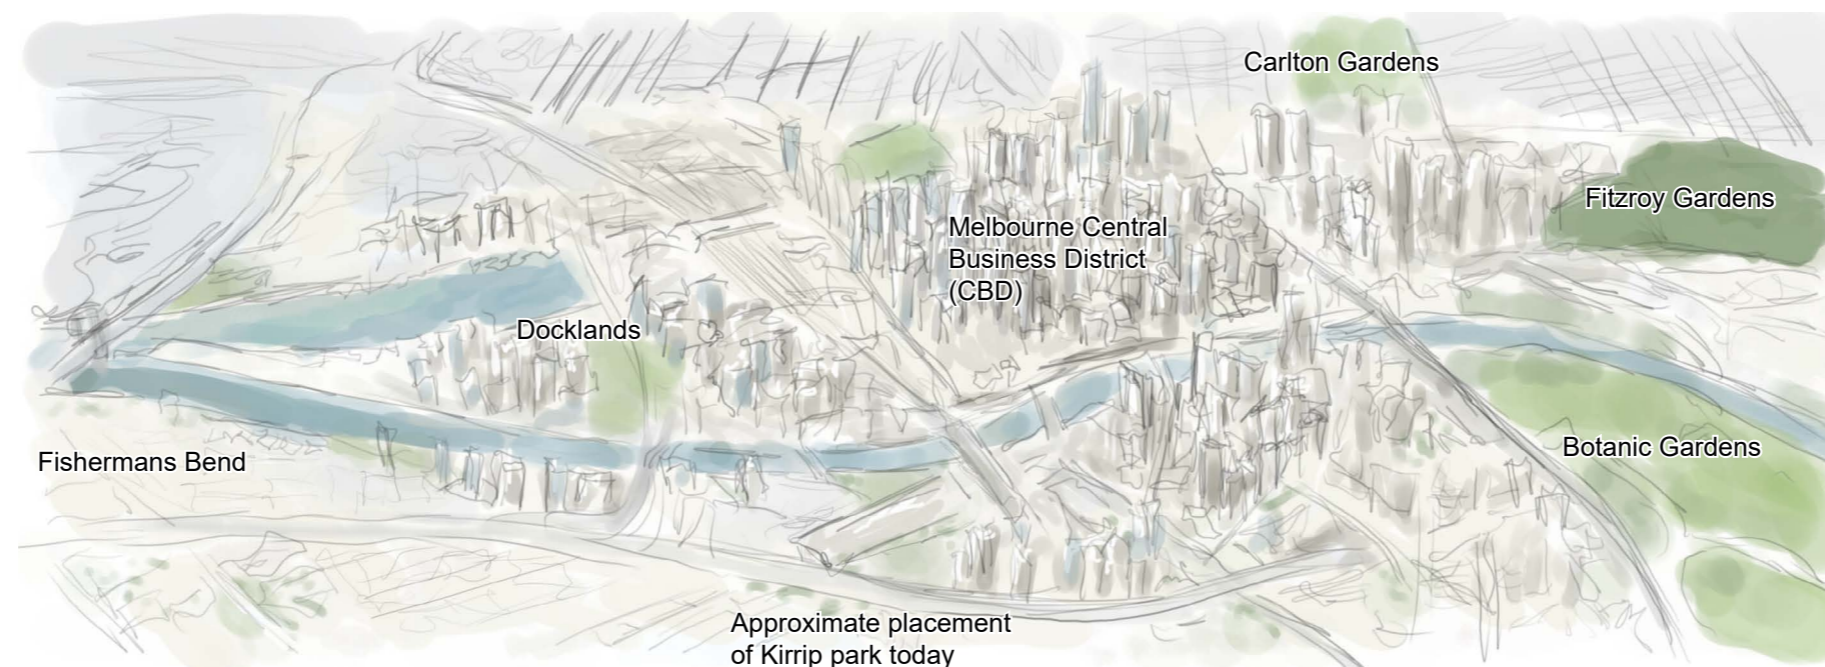 Carlton Gardens
Fitzroy Gardens
Melbourne Central
Business District
(CBD)
Docklands
Botanic Gardens
Fishermans Bend
Approximate placement
of Kirrip park today